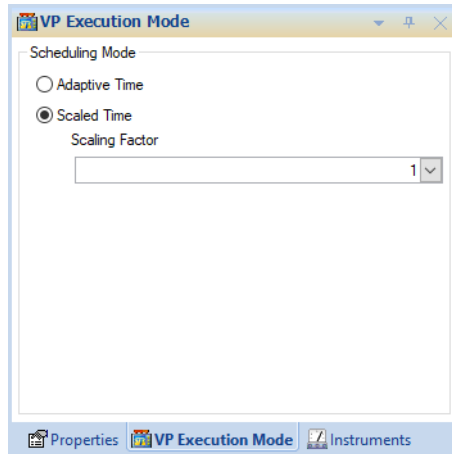 VP Execution Mode
Scheduling Mode
Adaptive Time
Scaled Time
Scaling Factor
1
Properties VP Execution Mode Instruments